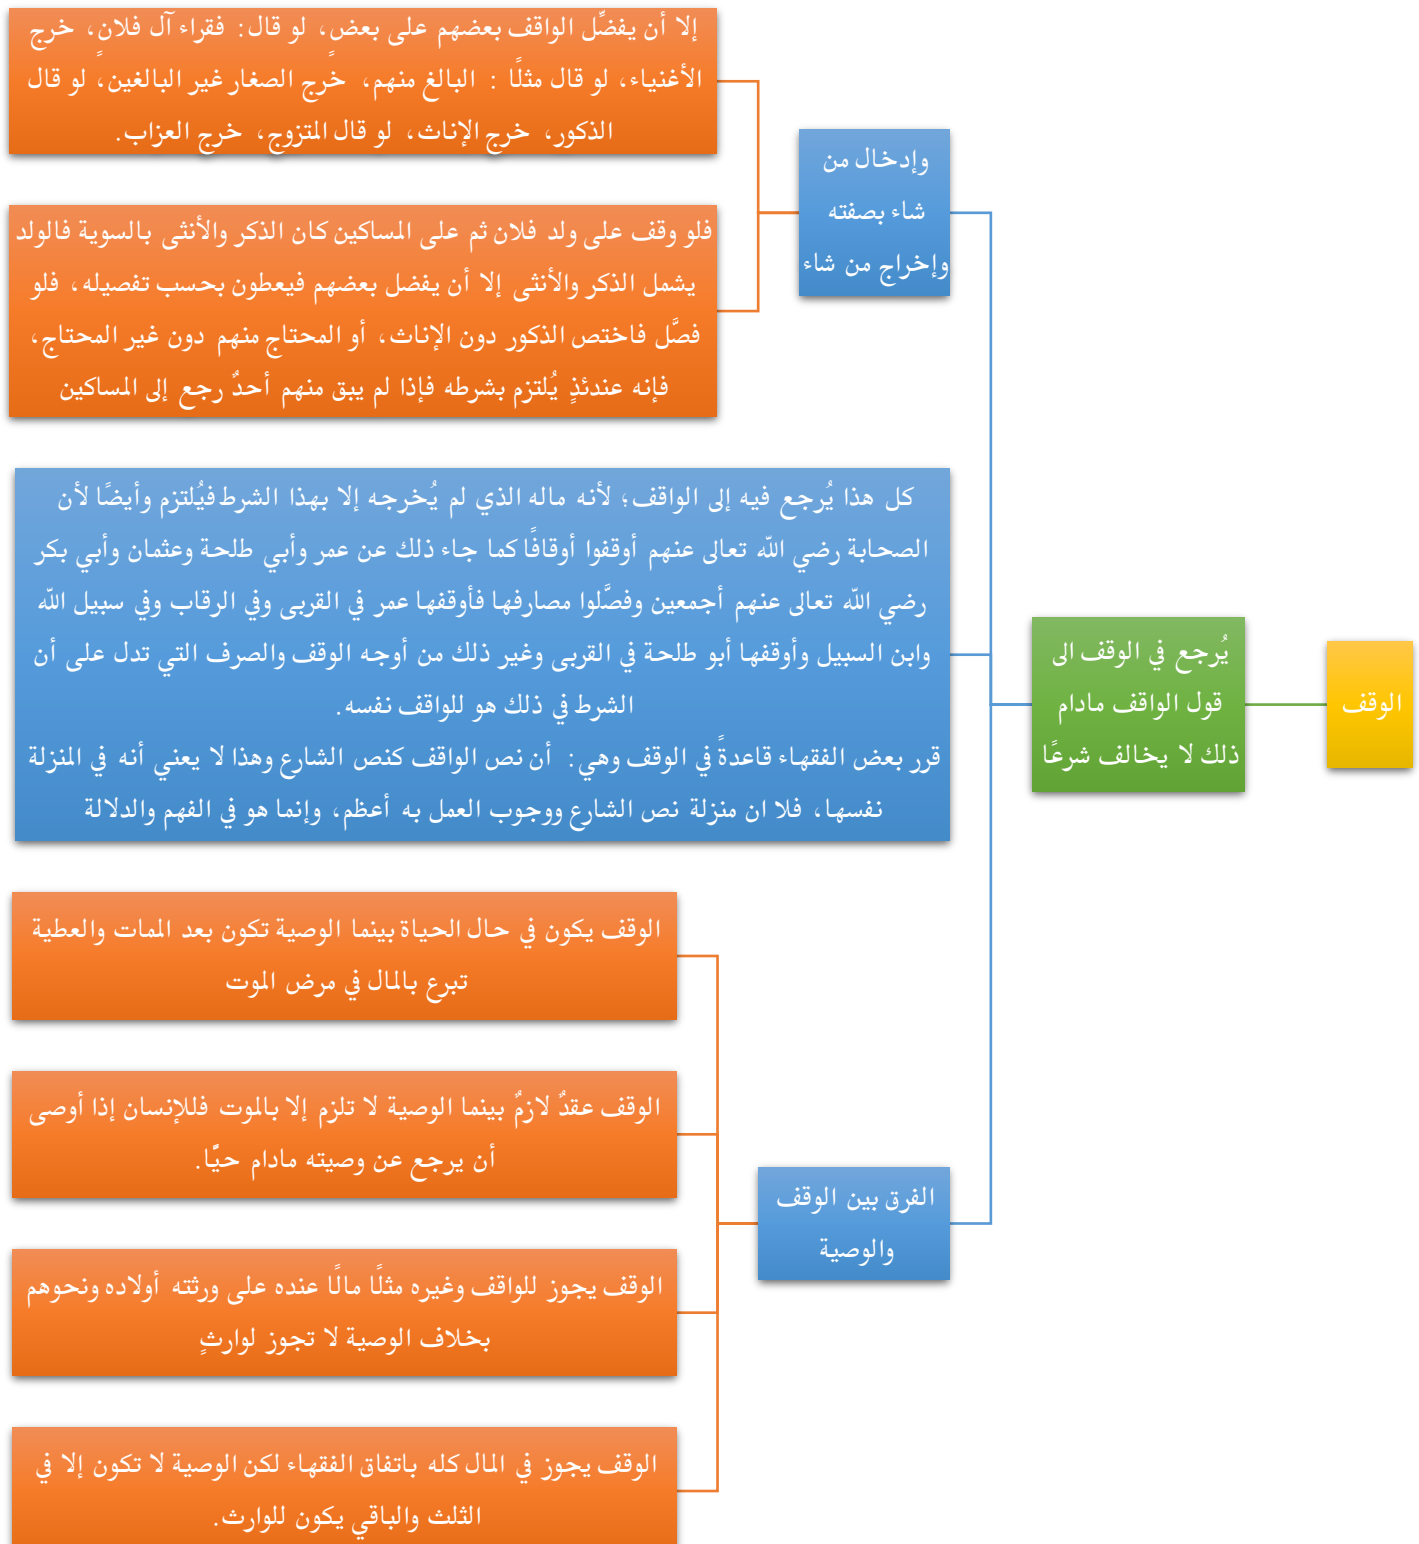 الوقف
يُرجع في الوقف الى
قول الواقف مادام
ذلك لا يخالف شرعًا
وإدخال من
شاء بصفته
وإخراج من شاء
إلا أن يفضِّل الواقف بعضهم على بعضٍ، لو قال: فقراء آل فلانٍ، خرج
الأغنياء، لو قال مثلًا : البالغ منهم، خرج الصغار غير البالغين، لو قال
الذكور، خرج الإناث، لو قال المتزوج، خرج العزاب.
فلو وقف على ولد فلان ثم على المساكين كان الذكر والأنثى بالسوية فالولد
يشمل الذكر والأنثى إلا أن يفضل بعضهم فيعطون بحسب تفصيله، فلو
فصَّل فاختص الذكور دون الإناث، أو المحتاج منهم دون غير المحتاج،
فإنه عندئذٍ يُلتزم بشرطه فإذا لم يبق منهم أحدٌ رجع إلى المساكين
كل هذا يُرجع فيه إلى الواقف؛ لأنه ماله الذي لم يُخرجه إلا بهذا الشرط فيُلتزم وأيضًا لأن
الصحابة رضي الله تعالى عنهم أوقفوا أوقافًا كما جاء ذلك عن عمر وأبي طلحة وعثمان وأبي بكر
رضي الله تعالى عنهم أجمعين وفصَّلوا مصارفها فأوقفها عمر في القربى وفي الرقاب وفي سبيل الله
وابن السبيل وأوقفها أبو طلحة في القربى وغير ذلك من أوجه الوقف والصرف التي تدل على أن
الشرط في ذلك هو للواقف نفسه.
قرر بعض الفقهاء قاعدةً في الوقف وهي: أن نص الواقف كنص الشارع وهذا لا يعني أنه في المنزلة
نفسها، فلا ان منزلة نص الشارع ووجوب العمل به أعظم، وإنما هو في الفهم والدلالة
الفرق بين الوقف
والوصية
الوقف يكون في حال الحياة بينما الوصية تكون بعد الممات والعطية
تبرع بالمال في مرض الموت
الوقف عقدٌ لازمٌ بينما الوصية لا تلزم إلا بالموت فللإنسان إذا أوصى
أن يرجع عن وصيته مادام حيًّا.
الوقف يجوز للواقف وغيره مثلًا مالًا عنده على ورثته أولاده ونحوهم
بخلاف الوصية لا تجوز لوارثٍ
الوقف يجوز في المال كله باتفاق الفقهاء لكن الوصية لا تكون إلا في
الثلث والباقي يكون للوارث.